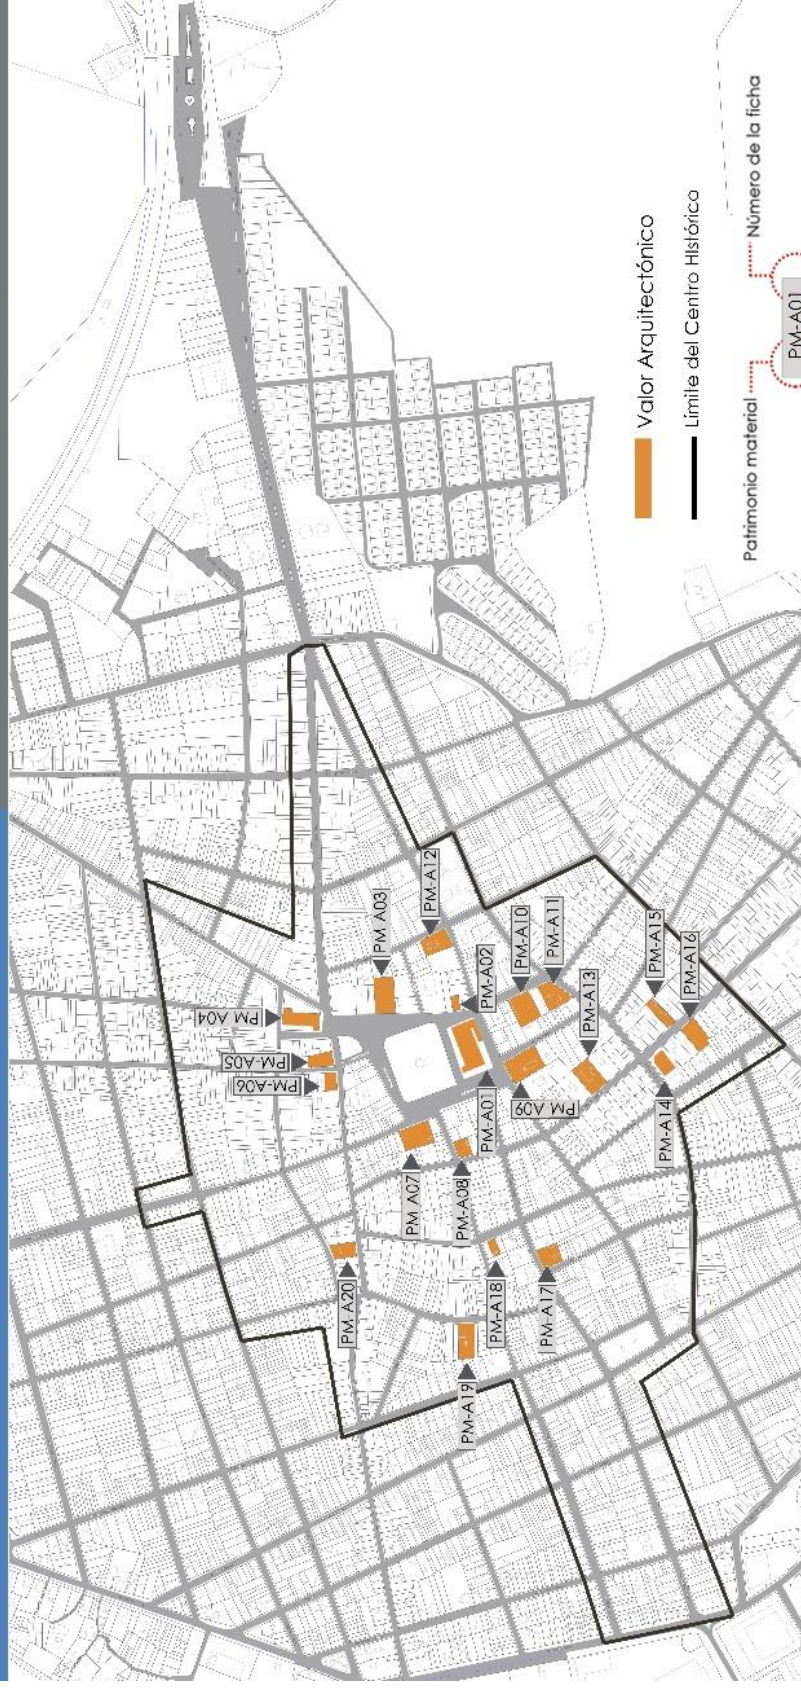 Valor Arquitectónico
Límite del Centro Histórico
Patrimonio material
Número de la ficha
PM-A01
PM-A04
PM-A05
PM-A06
PM-A03
PM-A12
PM-A02
PM-A10
PM-A11
PM-A13
PM-A15
PM-A16
PM-A01
PM-A09
PM-A14
PM-A07
PM-A08
PM-A20
PM-A18
PM-A17
PM-A19